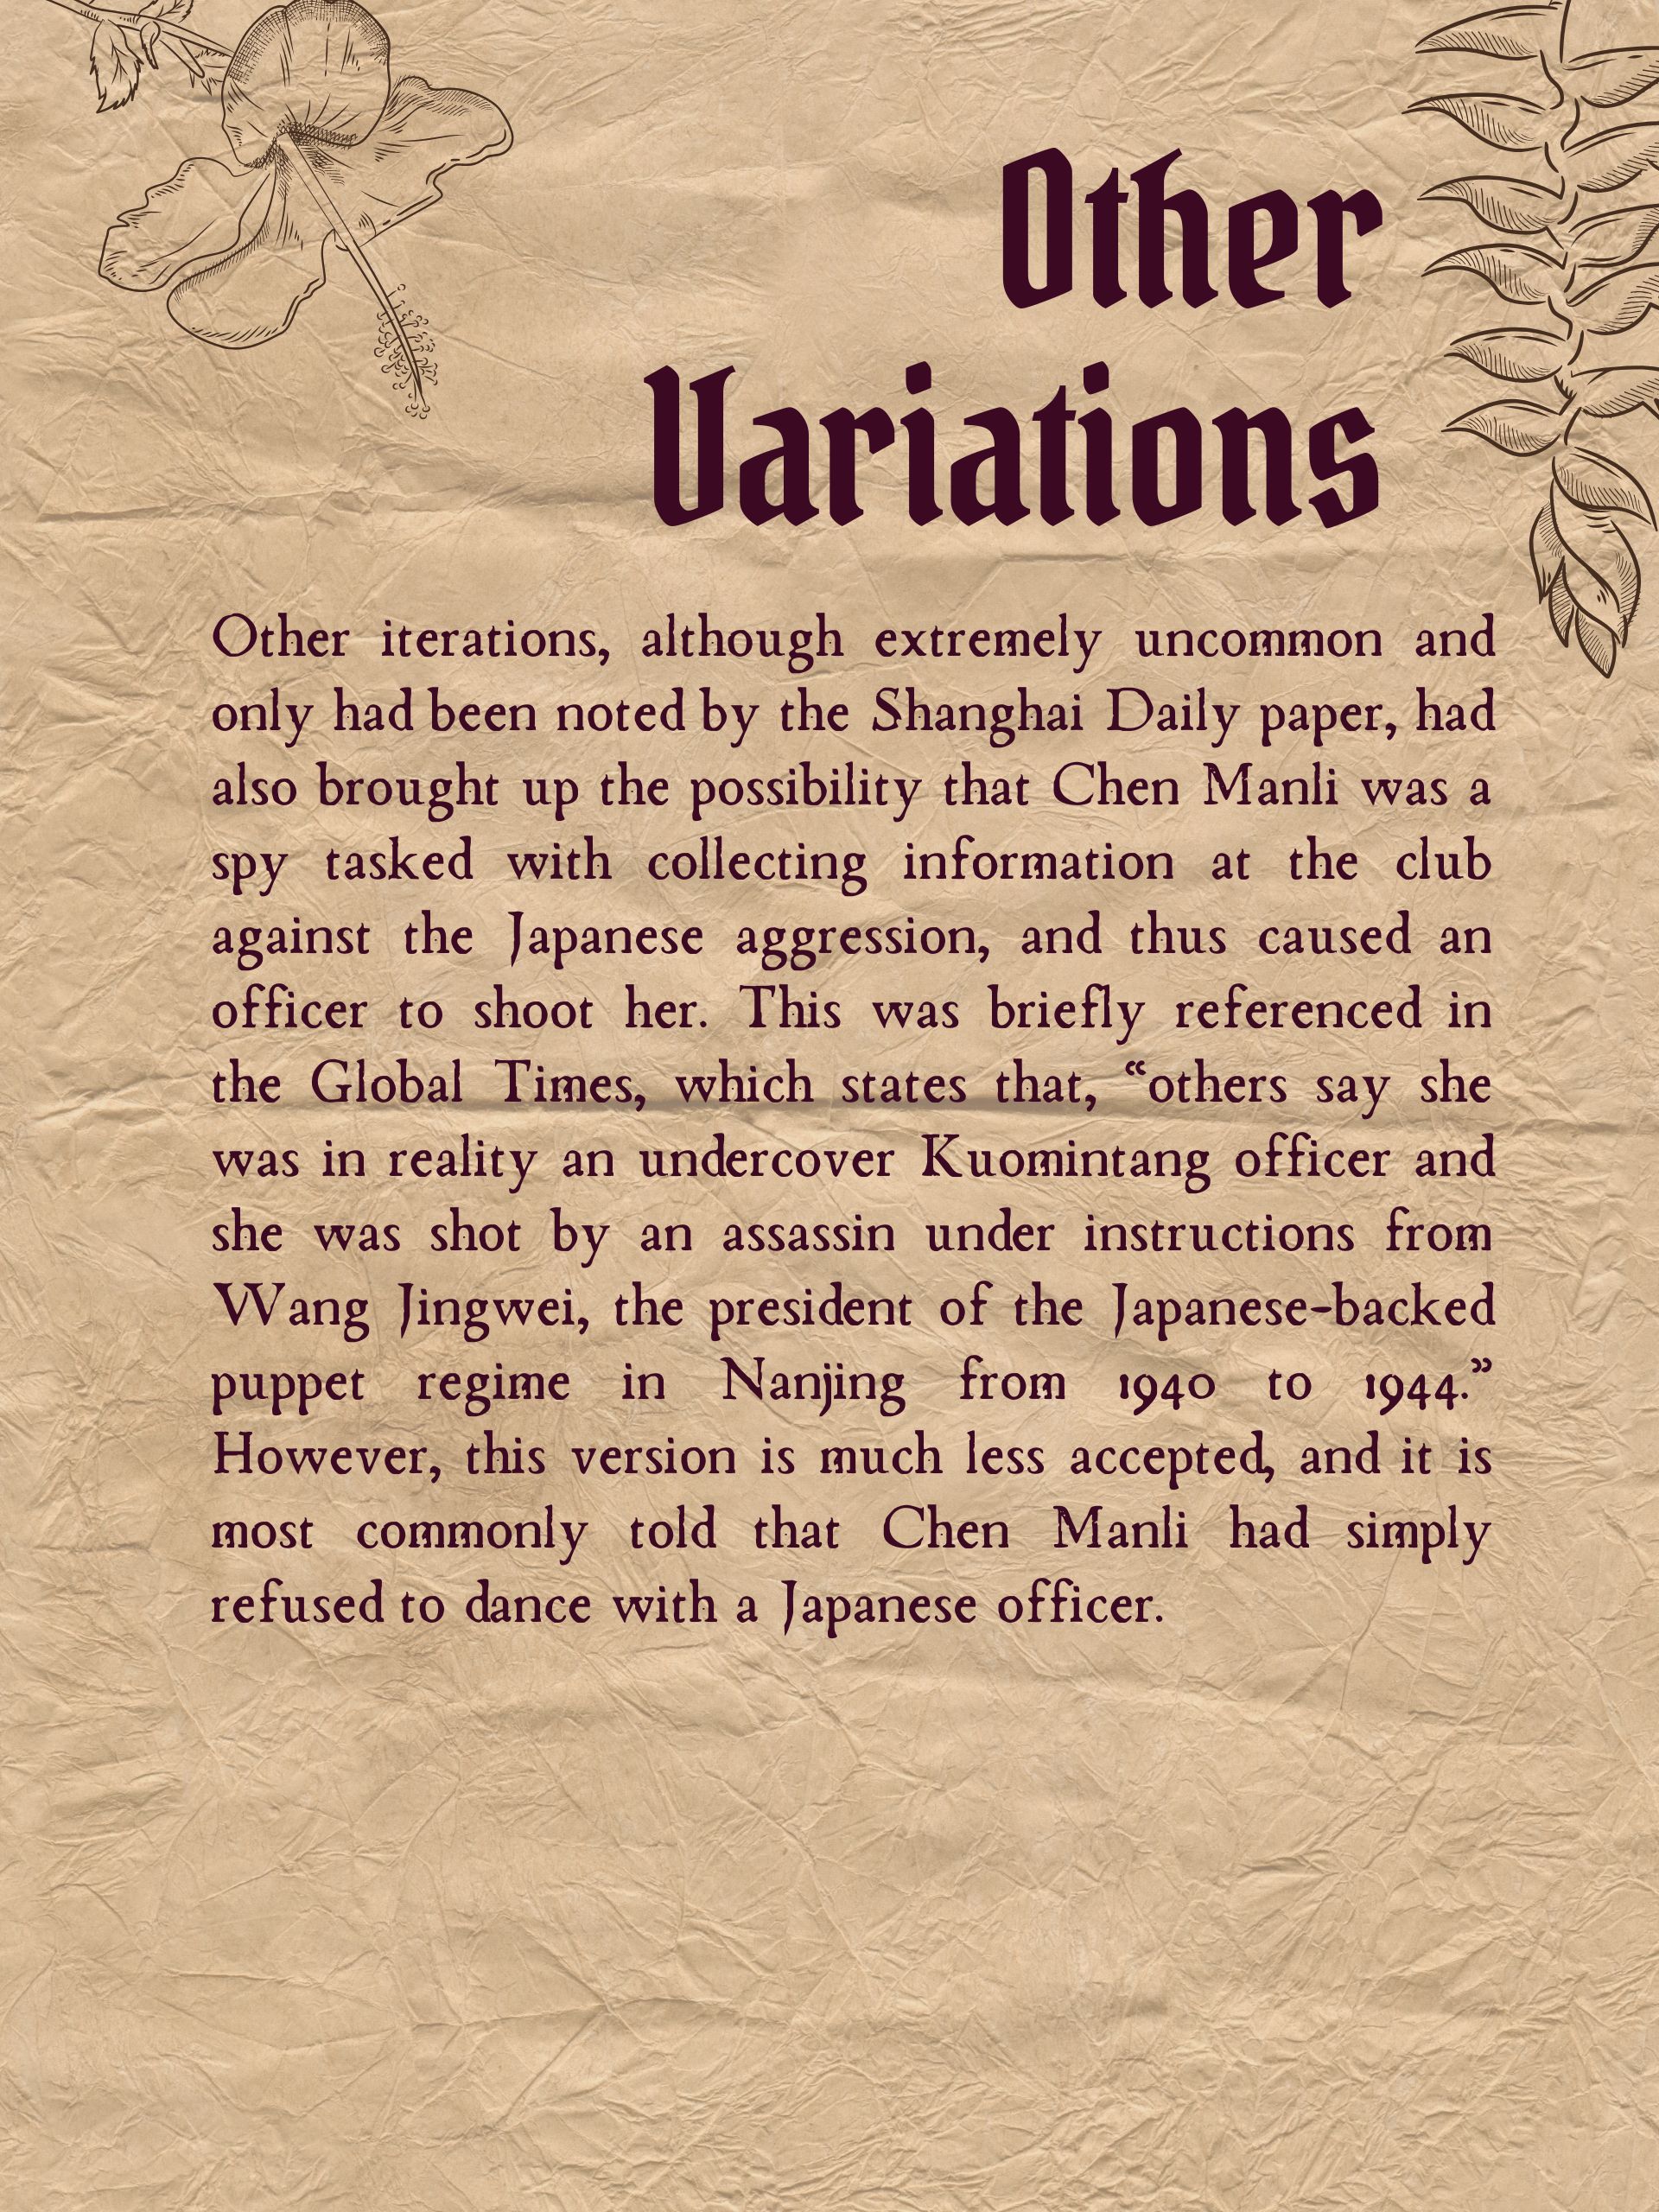 Other
Variations
Other iterations, although extremely uncommon and
only had been noted by the Shanghai Daily paper, had
also brought up the possibility that Chen Manli was a
spy tasked with collecting information at the club
against the Japanese aggression, and thus caused an
officer to shoot her. This was briefly referenced in
the Global Times, which states that, “others say she
was in reality an undercover Kuomintang officer and
she was shot by an assassin under instructions from
Wang Jingwei, the president of the Japanese-backed
puppet regime in Nanjing from 1940 to 1944.”
However, this version is much less accepted, and it is
most commonly told that Chen Manli had simply
refused to dance with a Japanese officer.